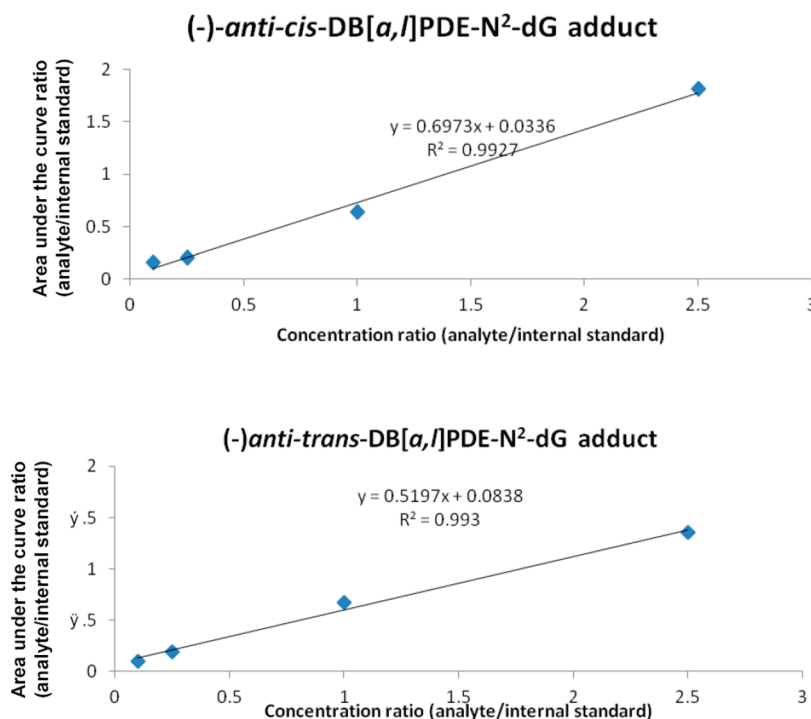 (-)-anti-cis-DB[a,l]PDE-N²-dG adduct
2
1.5
1
0.5
0
y = 0.6973x + 0.0336
R² = 0.9927
0
0.5
1
1.5
2
2.5
3
Area under the curve ratio
(analyte/internal standard)
Concentration ratio (analyte/internal standard)
(-)anti-trans-DB[a,l]PDE-N²-dG adduct
2
ý .5
1
ÿ .5
0
y = 0.5197x + 0.0838
R² = 0.993
0
0.5
1
1.5
2
2.5
3
Area under the curve ratio
(analyte/internal standard)
Concentration ratio (analyte/internal standard)